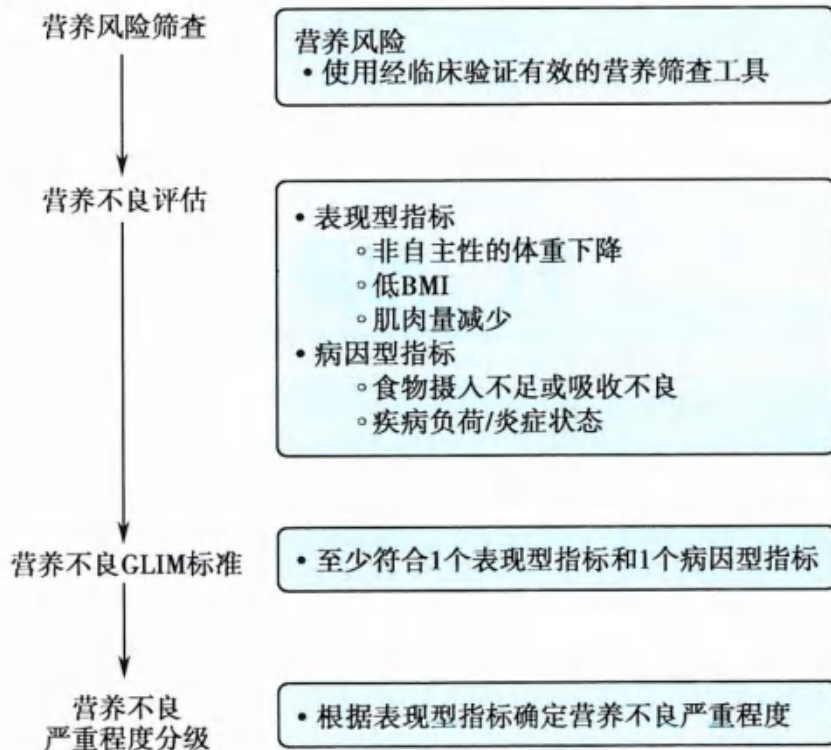 营养风险筛查
营养风险
• 使用经临床验证有效的营养筛查工具
营养不良评估
• 表现型指标
◦ 非自主性的体重下降
◦ 低BMI
◦ 肌肉量减少
• 病因型指标
◦ 食物摄入不足或吸收不良
◦ 疾病负荷/炎症状态
营养不良GLIM标准
• 至少符合1个表现型指标和1个病因型指标
营养不良
严重程度分级
• 根据表现型指标确定营养不良严重程度